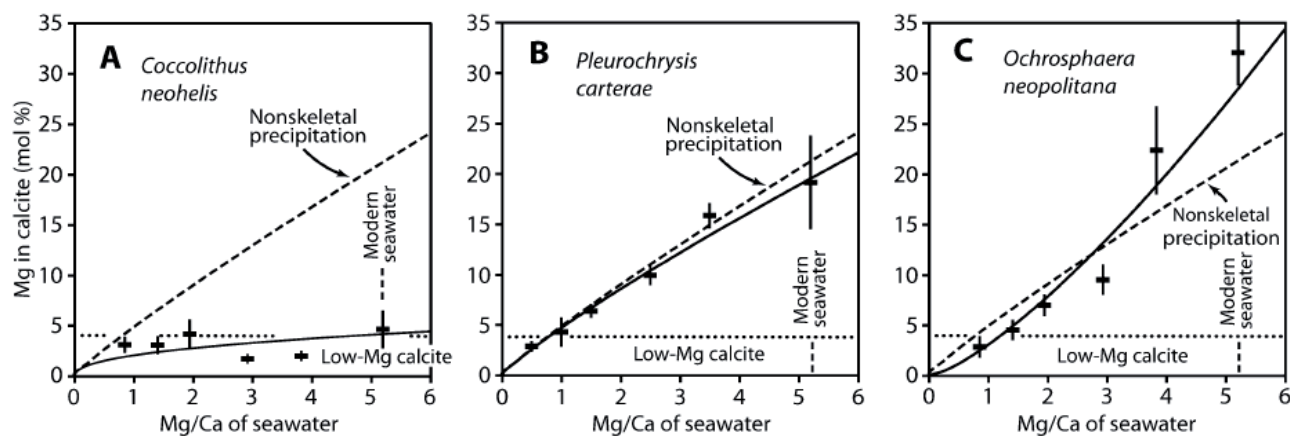 A
Coccolithus
neohelis
Nonskeletal
precipitation
Modern
seawater
Low-Mg calcite
Mg in calcite (mol %)
35
30
25
20
15
10
5
0
0 1 2 3 4 5 6
Mg/Ca of seawater
B
Pleurochrysis
carterae
Nonskeletal
precipitation
Modern
seawater
Low-Mg calcite
35
30
25
20
15
10
5
0
0 1 2 3 4 5 6
Mg/Ca of seawater
C
Ochrosphaera
neopolitana
Nonskeletal
precipitation
Modern
seawater
Low-Mg calcite
35
30
25
20
15
10
5
0
0 1 2 3 4 5 6
Mg/Ca of seawater